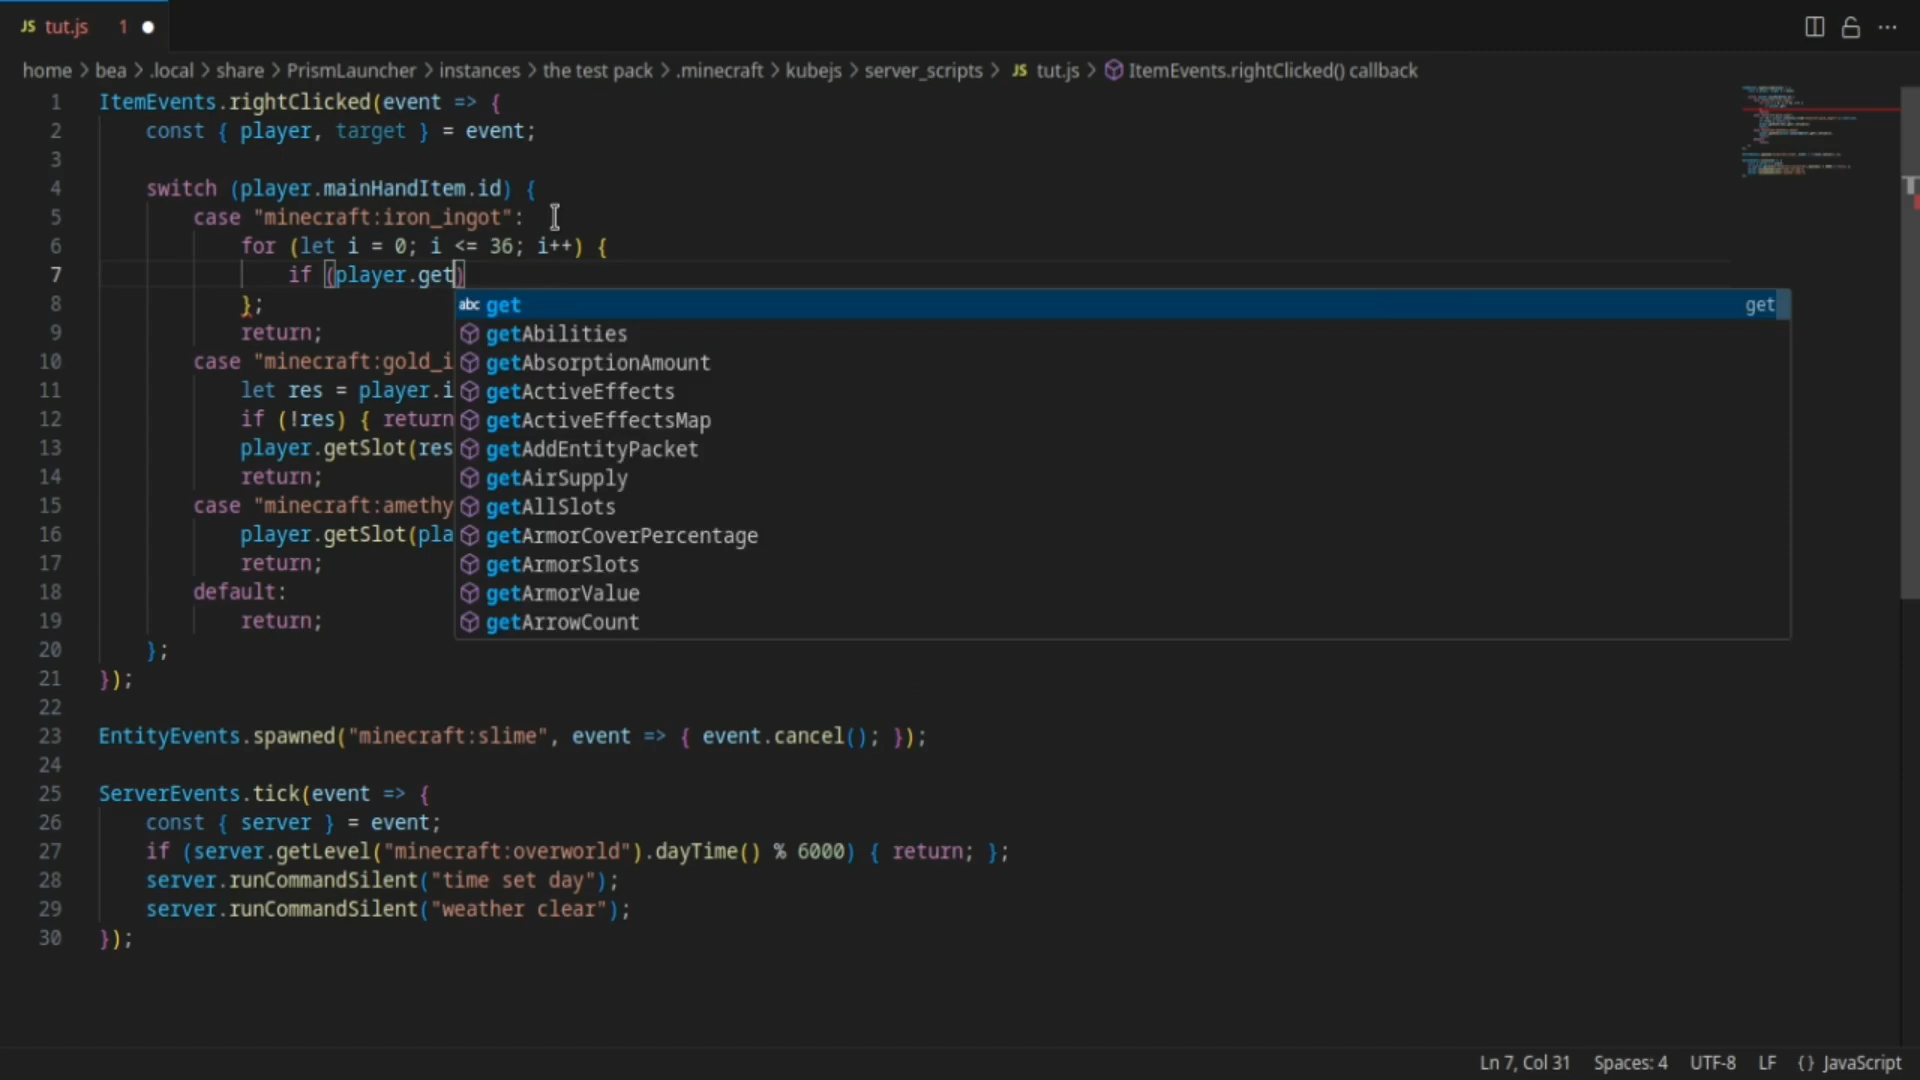 JS tut.js 1
home > bea > .local > share > PrismLauncher > instances > the test pack > .minecraft > kubejs > server_scripts > JS tut.js > ItemEvents.rightClicked() callback
1 ItemEvents.rightClicked(event => {
2 const { player, target } = event;
3
4 switch (player.mainHandItem.id) {
5 case "minecraft:iron_ingot":
6 for (let i = 0; i <= 36; i++) {
7 if (player.get)
8 };
9 return;
10 case "minecraft:gold_i
11 let res = player.i
12 if (!res) { return
13 player.getSlot(res
14 return;
15 case "minecraft:amethy
16 player.getSlot(pla
17 return;
18 default:
19 return;
20 };
21 });
22
23 EntityEvents.spawned("minecraft:slime", event => { event.cancel(); });
24
25 ServerEvents.tick(event => {
26 const { server } = event;
27 if (server.getLevel("minecraft:overworld").dayTime() % 6000) { return; };
28 server.runCommandSilent("time set day");
29 server.runCommandSilent("weather clear");
30 });
abc get get
getAbilities
getAbsorptionAmount
getActiveEffects
getActiveEffectsMap
getAddEntityPacket
getAirSupply
getAllSlots
getArmorCoverPercentage
getArmorSlots
getArmorValue
getArrowCount
Ln 7, Col 31 Spaces: 4 UTF-8 LF {} JavaScript